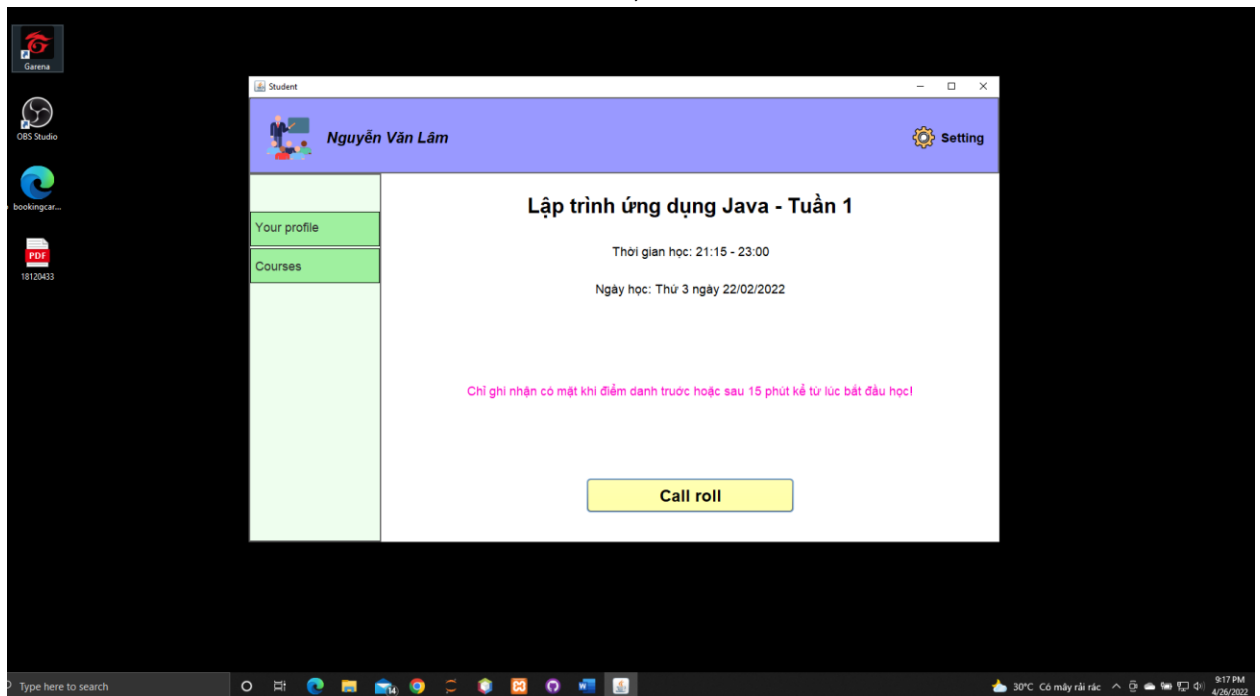 Garena
OBS Studio
bookingcar...
PDF
18120433
Student
Nguyễn Văn Lâm
Setting
Your profile
Courses
Lập trình ứng dụng Java - Tuần 1
Thời gian học: 21:15 - 23:00
Ngày học: Thứ 3 ngày 22/02/2022
Chỉ ghi nhận có mặt khi điểm danh trước hoặc sau 15 phút kể từ lúc bắt đầu học!
Call roll
Type here to search
14
30°C Có mây rải rác
9:17 PM
4/26/2022